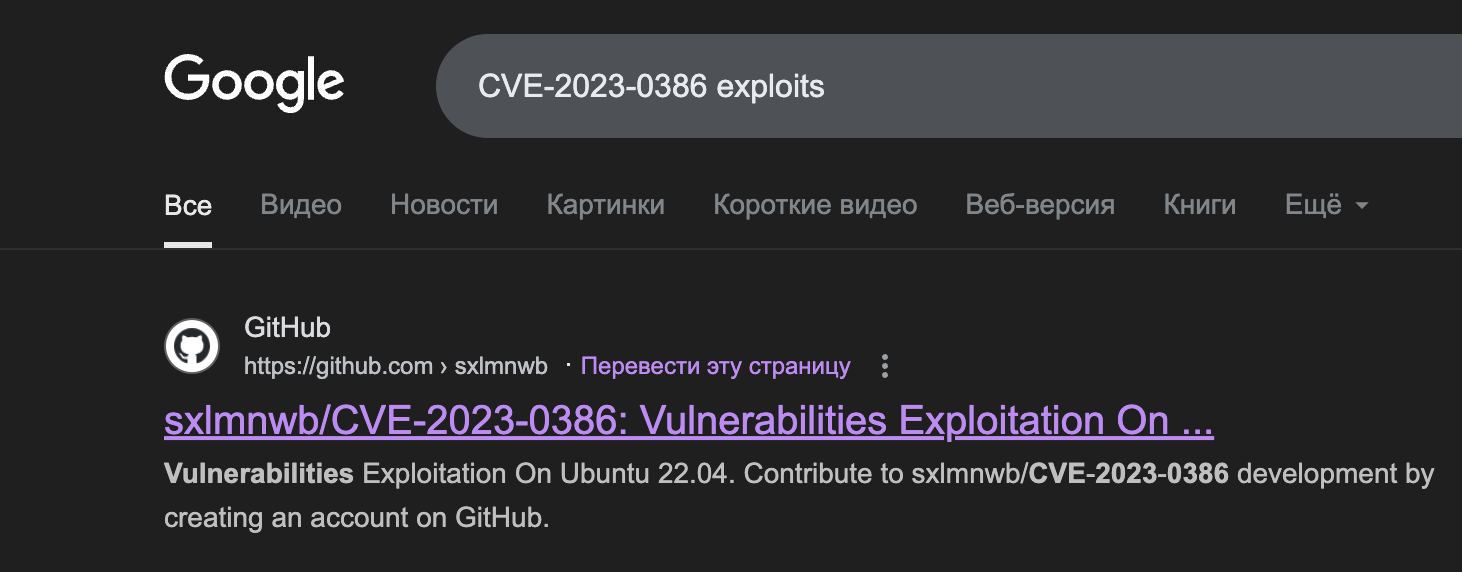 Google
CVE-2023-0386 exploits
Все Видео Новости Картинки Короткие видео Веб-версия Книги Ещё
GitHub
https://github.com › sxlmnwb · Перевести эту страницу
sxlmnwb/CVE-2023-0386: Vulnerabilities Exploitation On ...
Vulnerabilities Exploitation On Ubuntu 22.04. Contribute to sxlmnwb/CVE-2023-0386 development by
creating an account on GitHub.